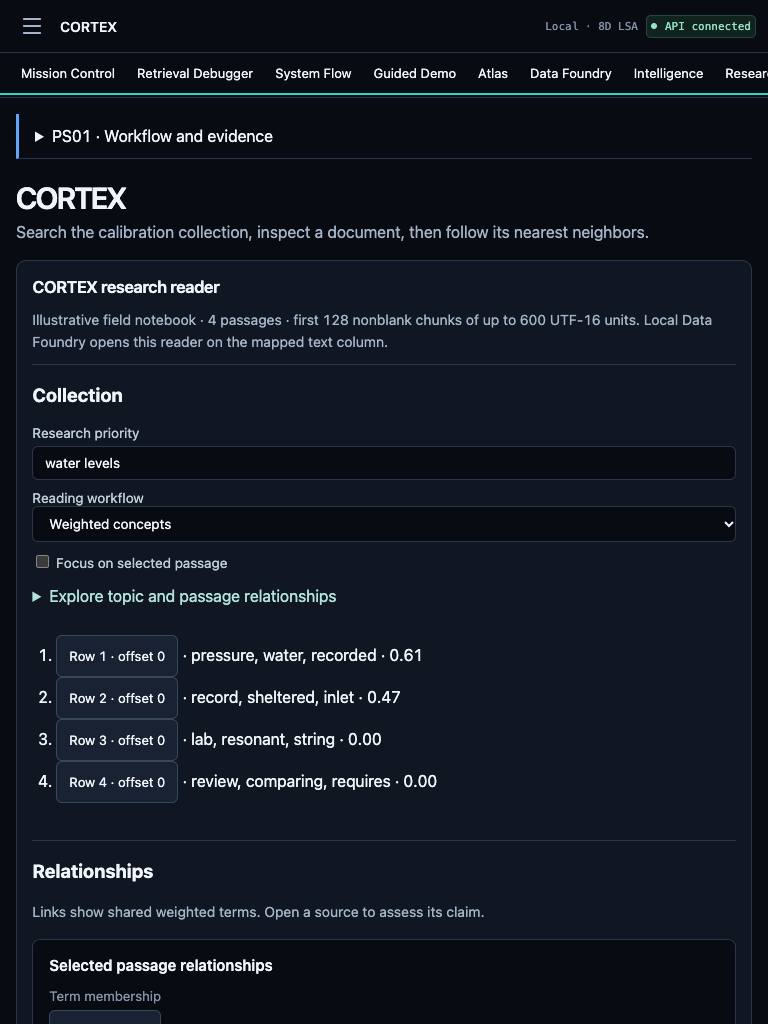 CORTEX
Local · 8D LSA
● API connected
Mission Control
Retrieval Debugger
System Flow
Guided Demo
Atlas
Data Foundry
Intelligence
Resear
▶ PS01 · Workflow and evidence
CORTEX
Search the calibration collection, inspect a document, then follow its nearest neighbors.
CORTEX research reader
Illustrative field notebook · 4 passages · first 128 nonblank chunks of up to 600 UTF-16 units. Local Data
Foundry opens this reader on the mapped text column.
Collection
Research priority
water levels
Reading workflow
Weighted concepts
Focus on selected passage
▶ Explore topic and passage relationships
1. Row 1 · offset 0 · pressure, water, recorded · 0.61
2. Row 2 · offset 0 · record, sheltered, inlet · 0.47
3. Row 3 · offset 0 · lab, resonant, string · 0.00
4. Row 4 · offset 0 · review, comparing, requires · 0.00
Relationships
Links show shared weighted terms. Open a source to assess its claim.
Selected passage relationships
Term membership